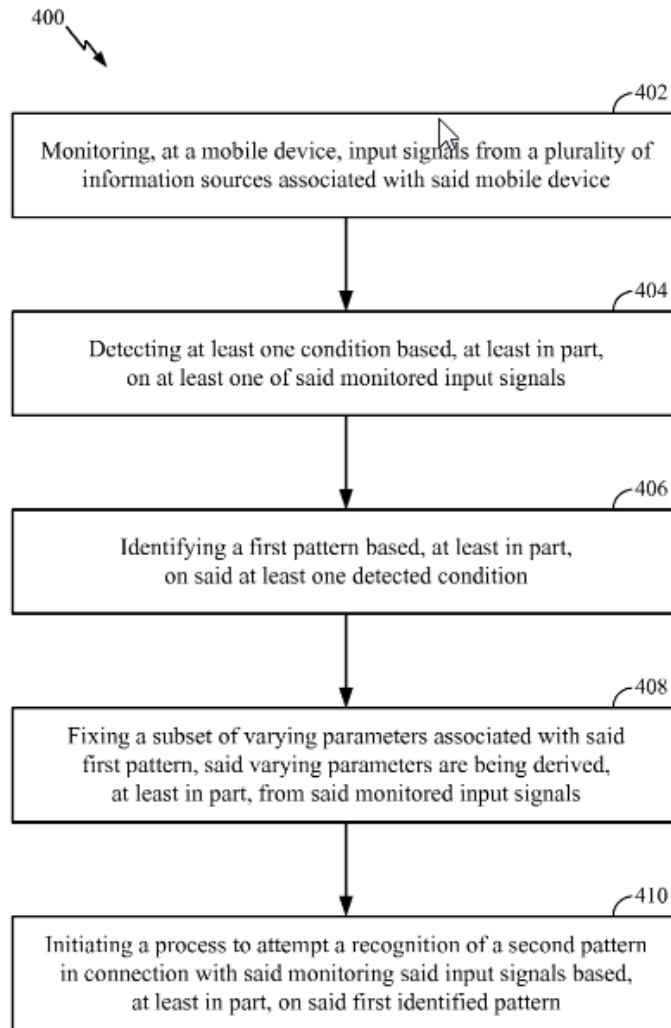 400
402
Monitoring, at a mobile device, input signals from a plurality of
information sources associated with said mobile device
404
Detecting at least one condition based, at least in part,
on at least one of said monitored input signals
406
Identifying a first pattern based, at least in part,
on said at least one detected condition
408
Fixing a subset of varying parameters associated with said
first pattern, said varying parameters are being derived,
at least in part, from said monitored input signals
410
Initiating a process to attempt a recognition of a second pattern
in connection with said monitoring said input signals based,
at least in part, on said first identified pattern